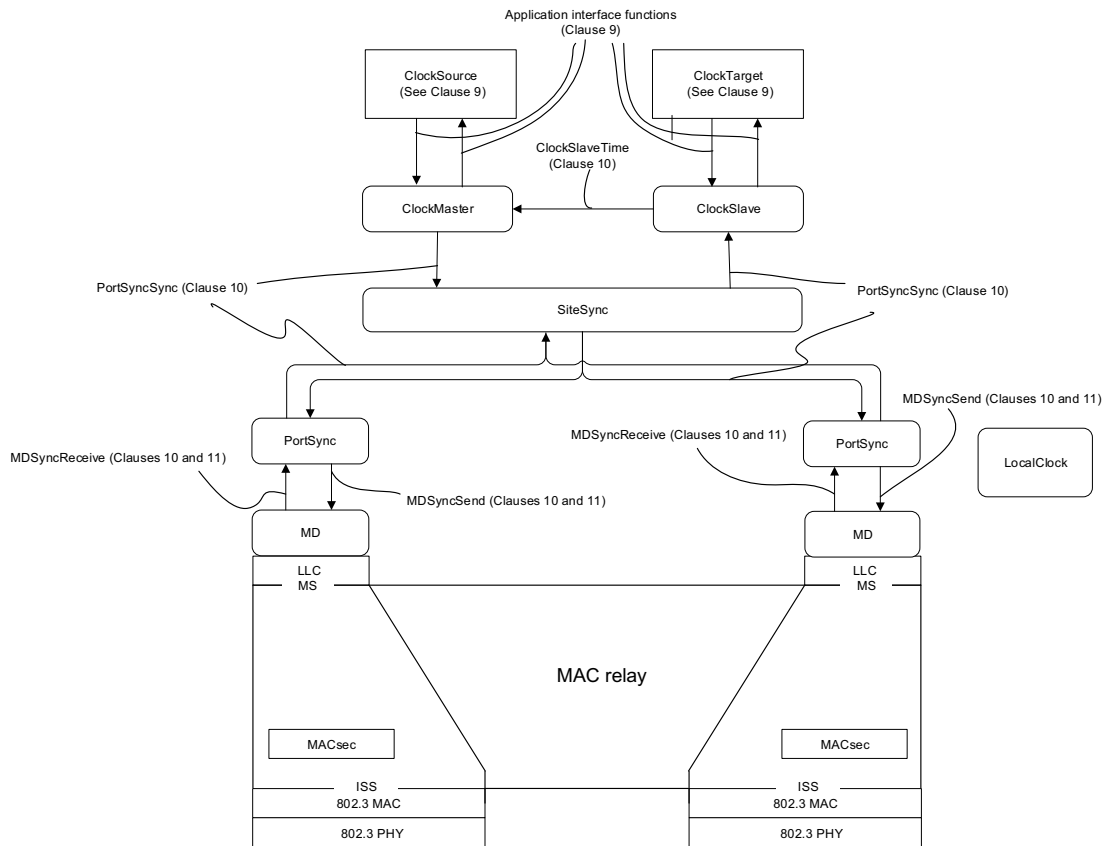 Application interface functions
(Clause 9)
ClockSource
(See Clause 9)
ClockTarget
(See Clause 9)
ClockSlaveTime
(Clause 10)
ClockMaster
ClockSlave
PortSyncSync (Clause 10)
PortSyncSync (Clause 10)
SiteSync
MDSyncSend (Clauses 10 and 11)
PortSync
MDSyncReceive (Clauses 10 and 11)
PortSync
MDSyncReceive (Clauses 10 and 11)
LocalClock
MDSyncSend (Clauses 10 and 11)
MD
MD
LLC
MS
LLC
MS
MAC relay
MACsec
MACsec
ISS
ISS
802.3 MAC
802.3 MAC
802.3 PHY
802.3 PHY